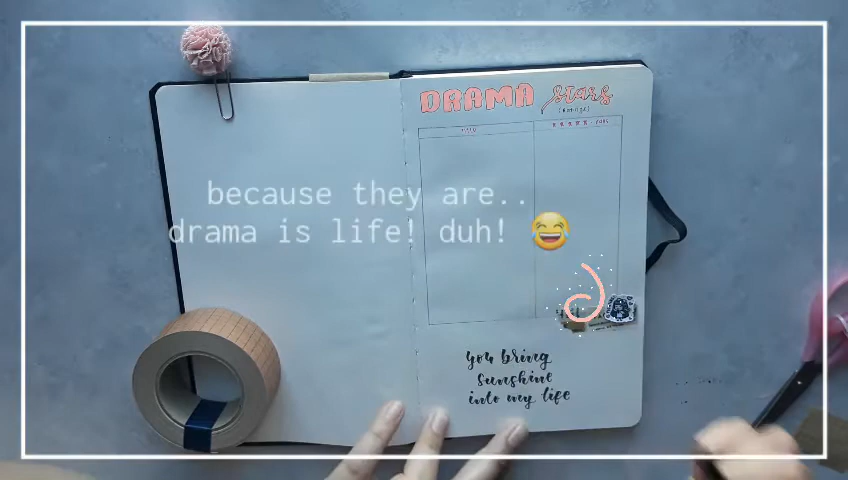 DRAMA stars
because they are..
drama is life! duh! 😂
you bring
sunshine
into my life